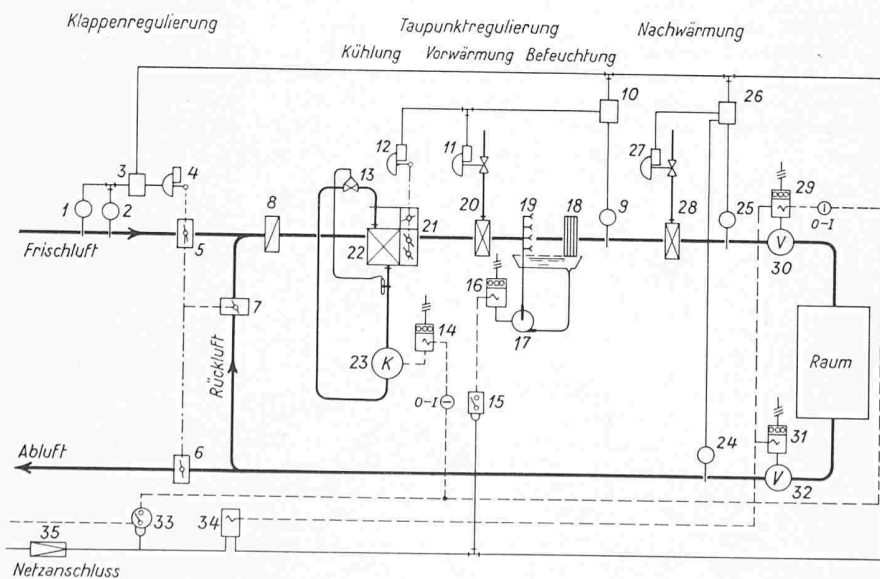 Klappenregulierung
Taupunktregulierung
Nachwärmung
Kühlung Vorwärmung Befeuchtung
10
26
12
11
27
3
4
13
29
1
2
8
21
20
19
18
9
28
25
0-I
Frischluft
5
22
V
30
7
16
17
14
23
K
Rückluft
Raum
0-I
15
31
24
6
Abluft
V
32
33
34
35
Netzanschluss